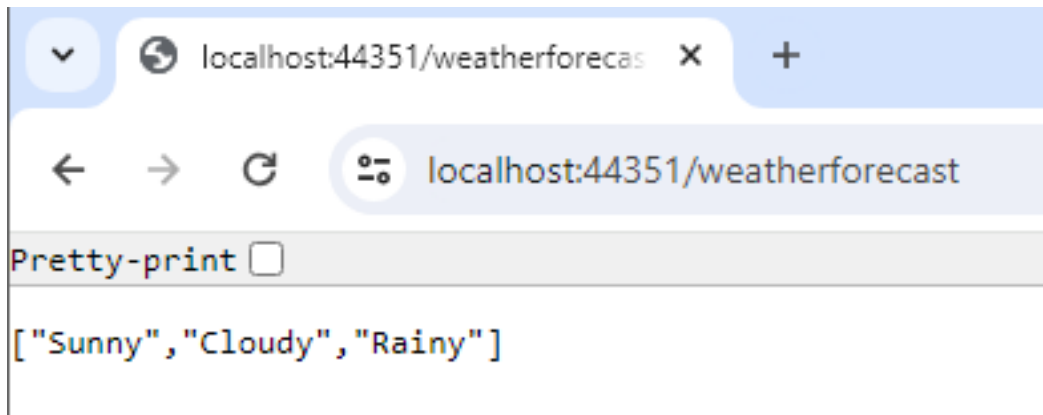 localhost:44351/weatherforecas
localhost:44351/weatherforecast
Pretty-print
["Sunny","Cloudy","Rainy"]